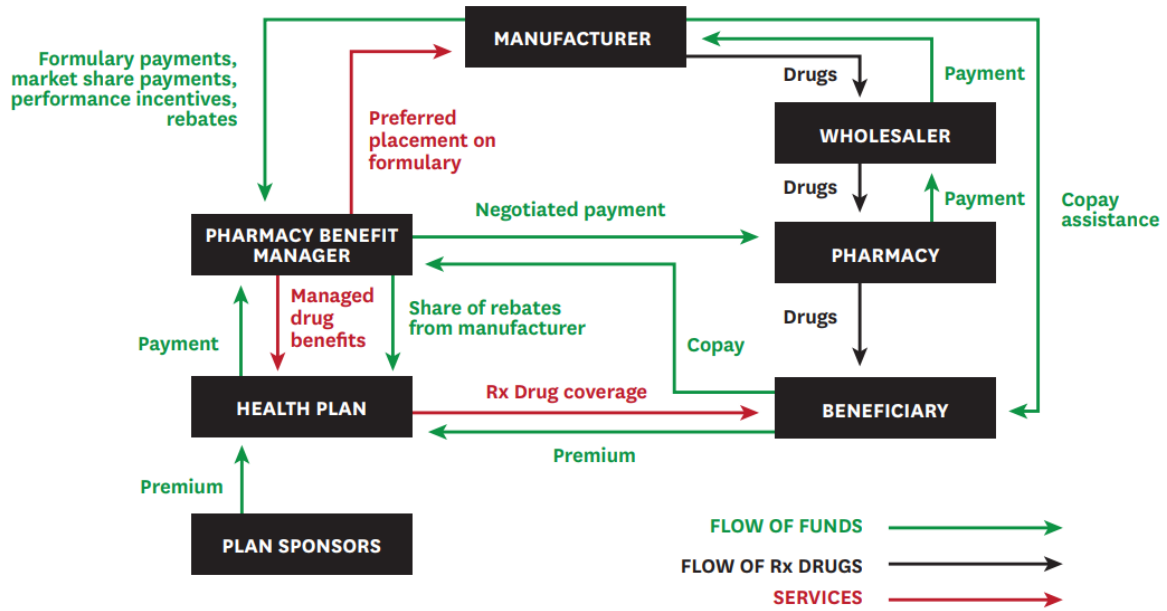 MANUFACTURER
Formulary payments,
market share payments,
performance incentives,
rebates
Preferred
placement on
formulary
Drugs
Payment
WHOLESALER
Drugs
Payment
Copay
assistance
Negotiated payment
PHARMACY BENEFIT
MANAGER
PHARMACY
Managed
drug
benefits
Share of rebates
from manufacturer
Drugs
Payment
Copay
HEALTH PLAN
Rx Drug coverage
BENEFICIARY
Premium
Premium
PLAN SPONSORS
FLOW OF FUNDS
FLOW OF Rx DRUGS
SERVICES